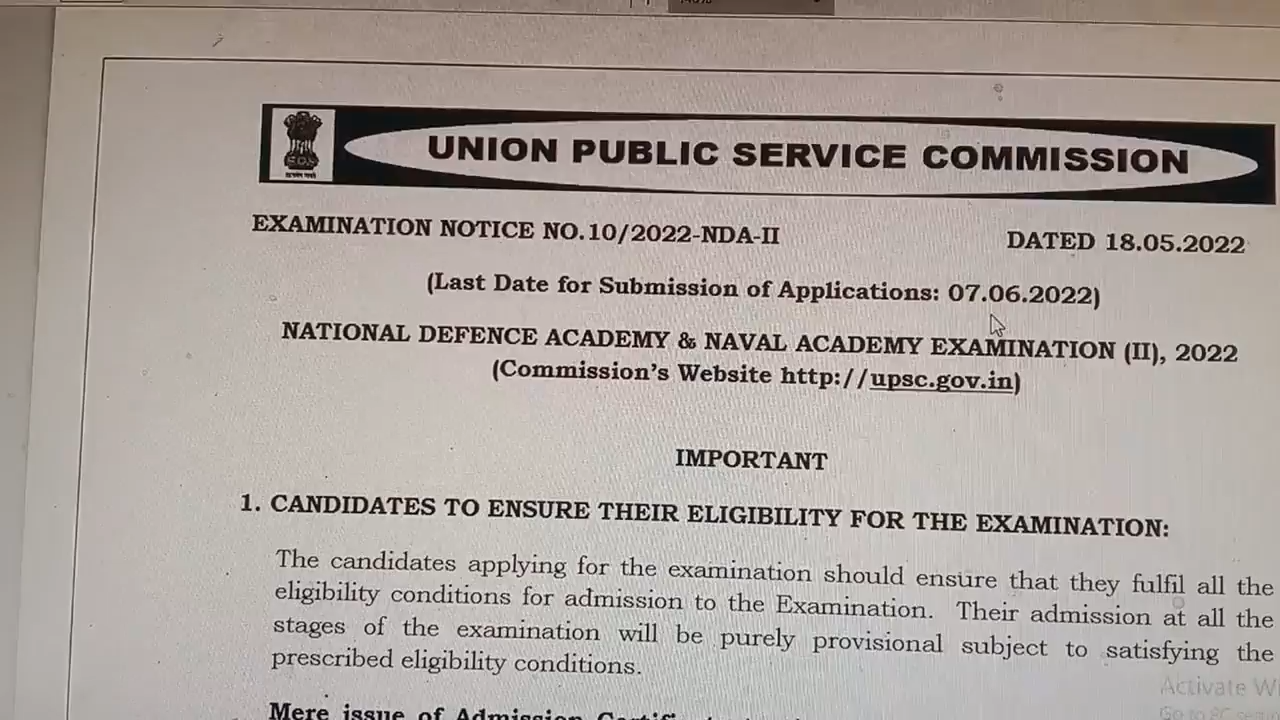 UNION PUBLIC SERVICE COMMISSION
EXAMINATION NOTICE NO.10/2022-NDA-II DATED 18.05.2022
(Last Date for Submission of Applications: 07.06.2022)
NATIONAL DEFENCE ACADEMY & NAVAL ACADEMY EXAMINATION (II), 2022
(Commission's Website http://upsc.gov.in)
IMPORTANT
1. CANDIDATES TO ENSURE THEIR ELIGIBILITY FOR THE EXAMINATION:
The candidates applying for the examination should ensure that they fulfil all the
eligibility conditions for admission to the Examination. Their admission at all the
stages of the examination will be purely provisional subject to satisfying the
prescribed eligibility conditions.
Mere issue of Admission
Activate